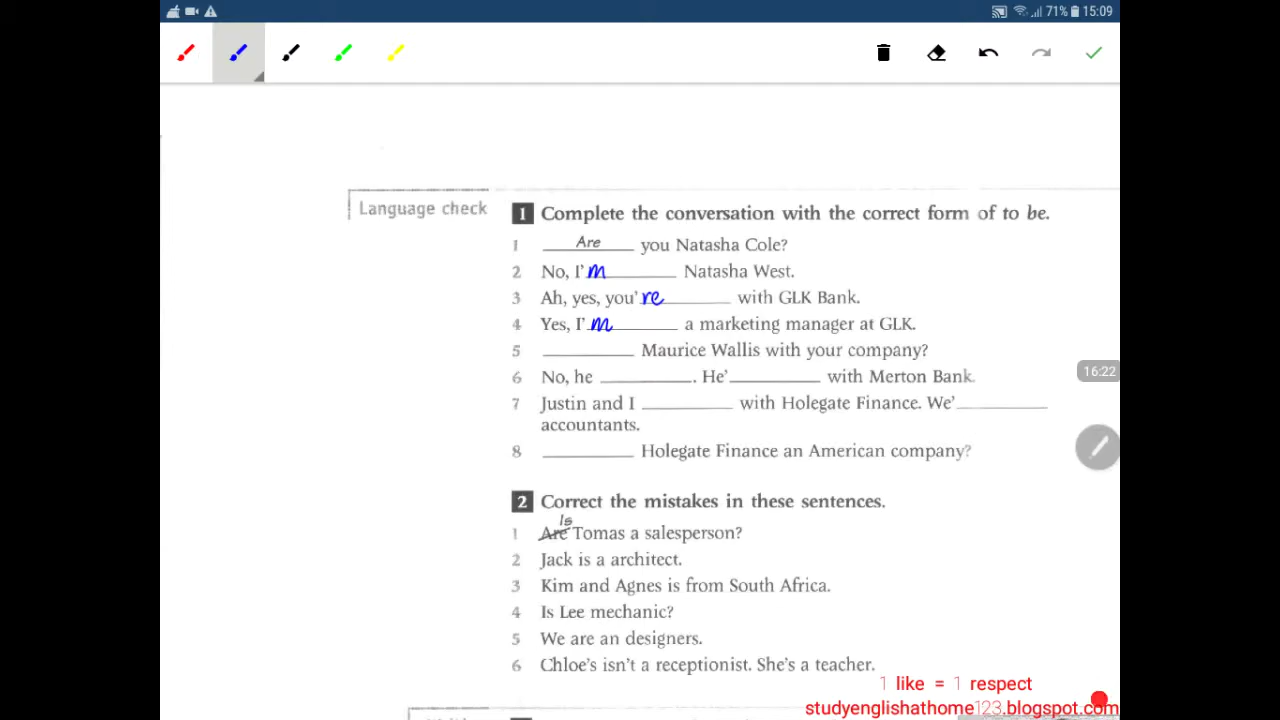 71% 15:09
Language check
1 Complete the conversation with the correct form of to be.
1 Are you Natasha Cole?
2 No, I'm Natasha West.
3 Ah, yes, you're with GLK Bank.
4 Yes, I'm a marketing manager at GLK.
5 ________ Maurice Wallis with your company?
6 No, he ________. He'________ with Merton Bank.
7 Justin and I ________ with Holegate Finance. We'________
accountants.
8 ________ Holegate Finance an American company?
16:22
2 Correct the mistakes in these sentences.
Is
1 Are Tomas a salesperson?
2 Jack is a architect.
3 Kim and Agnes is from South Africa.
4 Is Lee mechanic?
5 We are an designers.
6 Chloe's isn't a receptionist. She's a teacher.
1 like = 1 respect
studyenglishathome123.blogspot.com